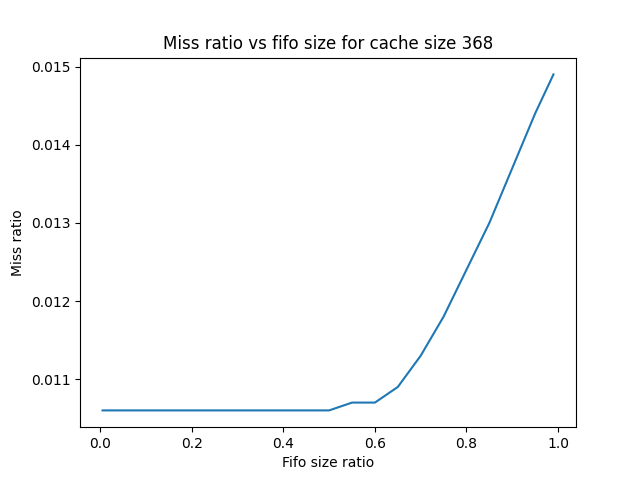 Miss ratio vs fifo size for cache size 368
0.015
0.014
0.013
0.012
0.011
Miss ratio
0.0 0.2 0.4 0.6 0.8 1.0
Fifo size ratio